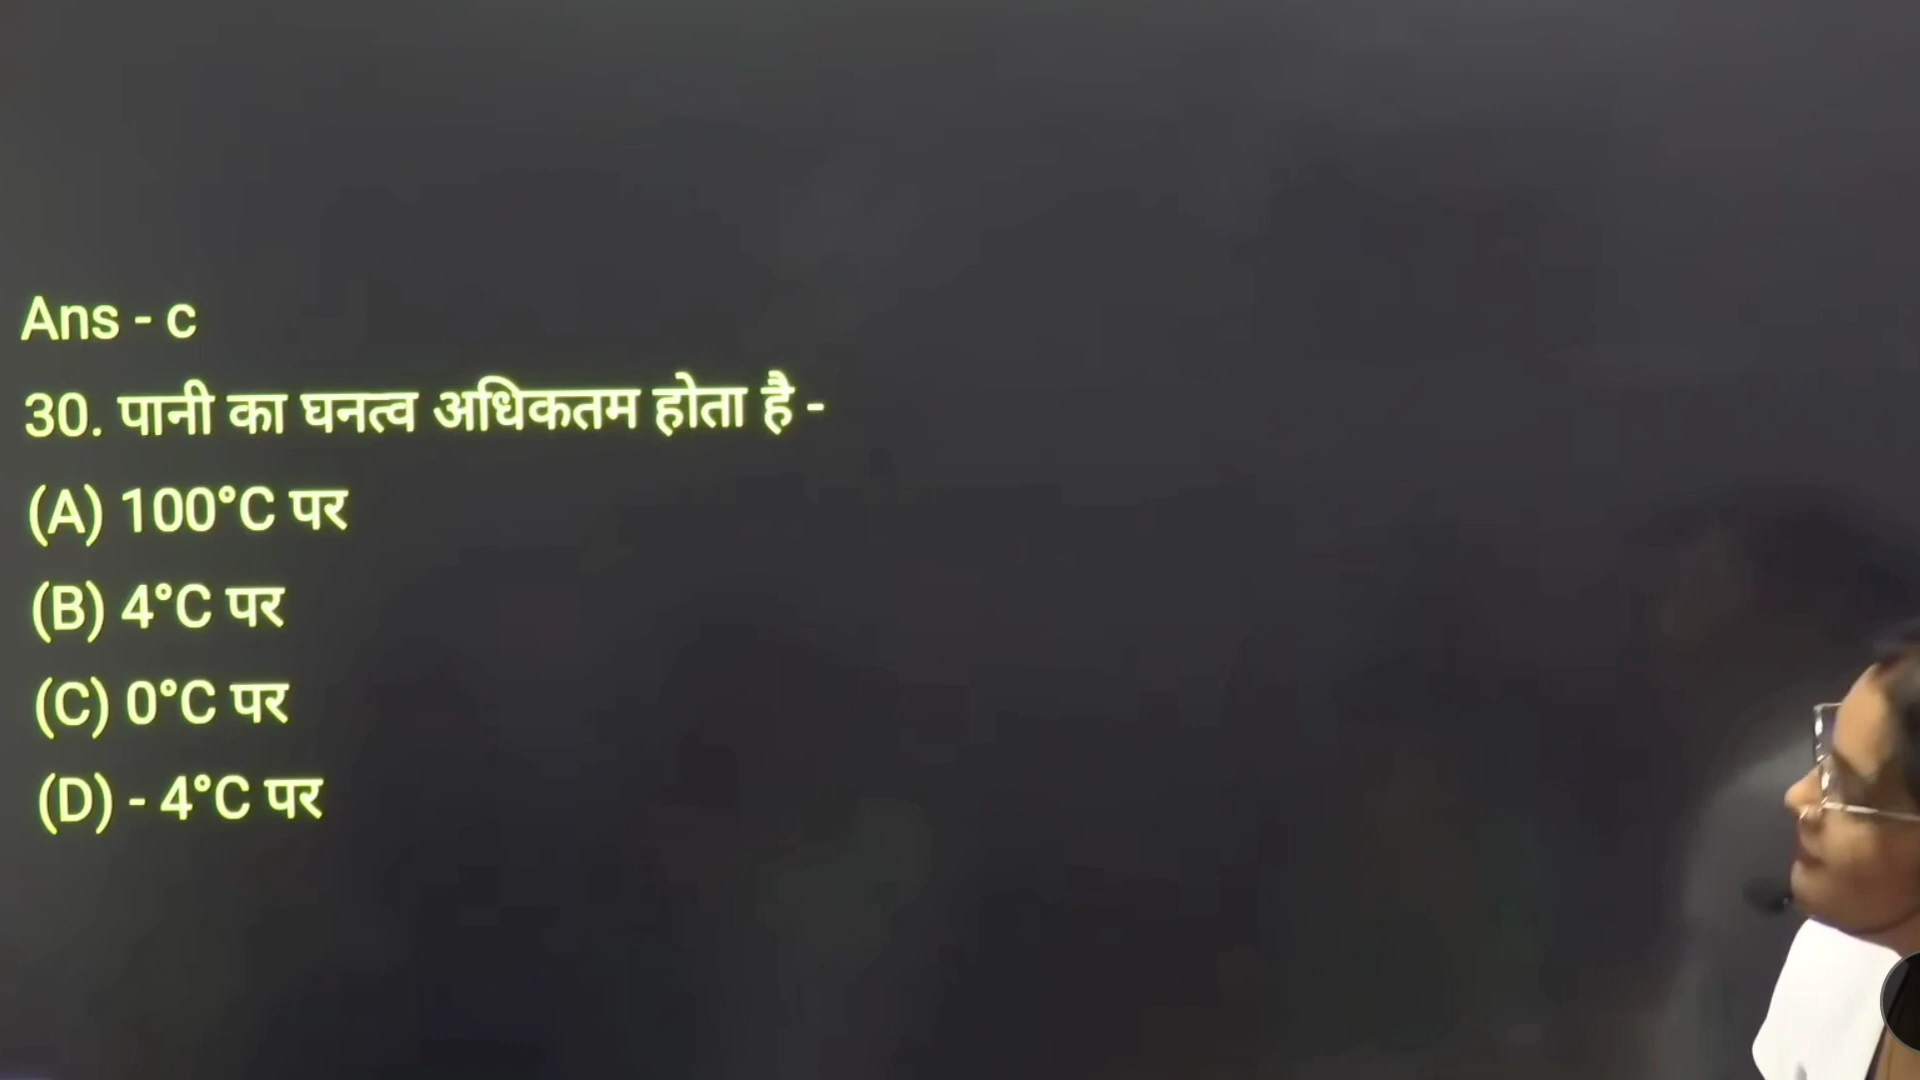 Ans - c
30. पानी का घनत्व अधिकतम होता है -
(A) 100°C पर
(B) 4°C पर
(C) 0°C पर
(D) - 4°C पर